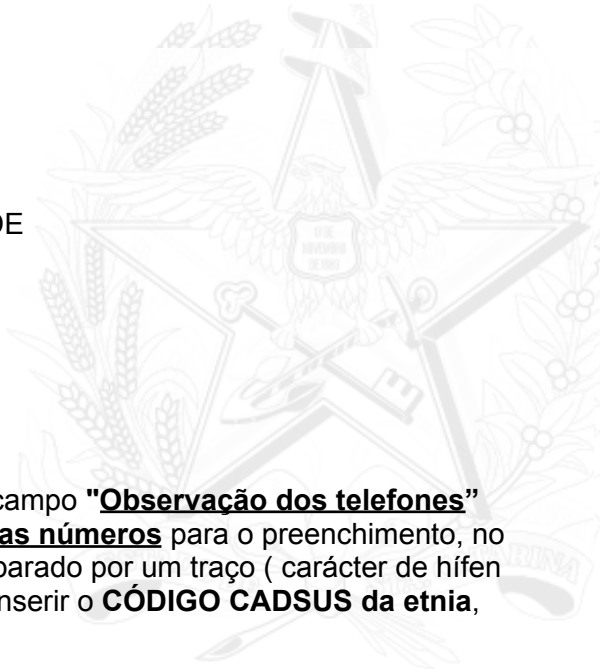 DE
campo "Observação dos telefones”
as números para o preenchimento, no
parado por um traço ( carácter de hífen
nserir o CÓDIGO CADSUS da etnia,